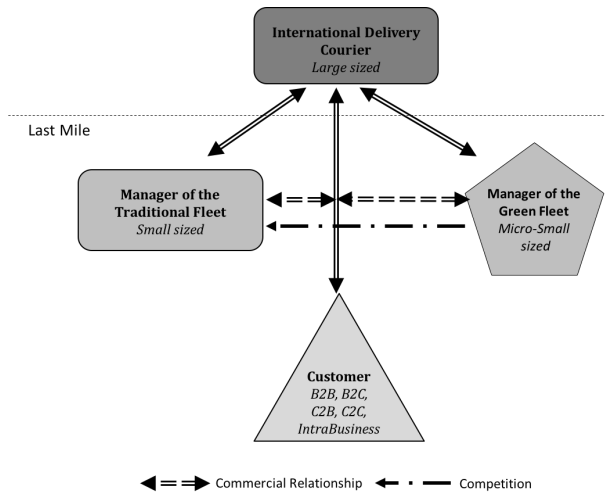 International Delivery
Courier
Large sized
Last Mile
Manager of the
Traditional Fleet
Small sized
Manager of the
Green Fleet
Micro-Small
sized
Customer
B2B, B2C,
C2B, C2C,
IntraBusiness
Commercial Relationship
Competition